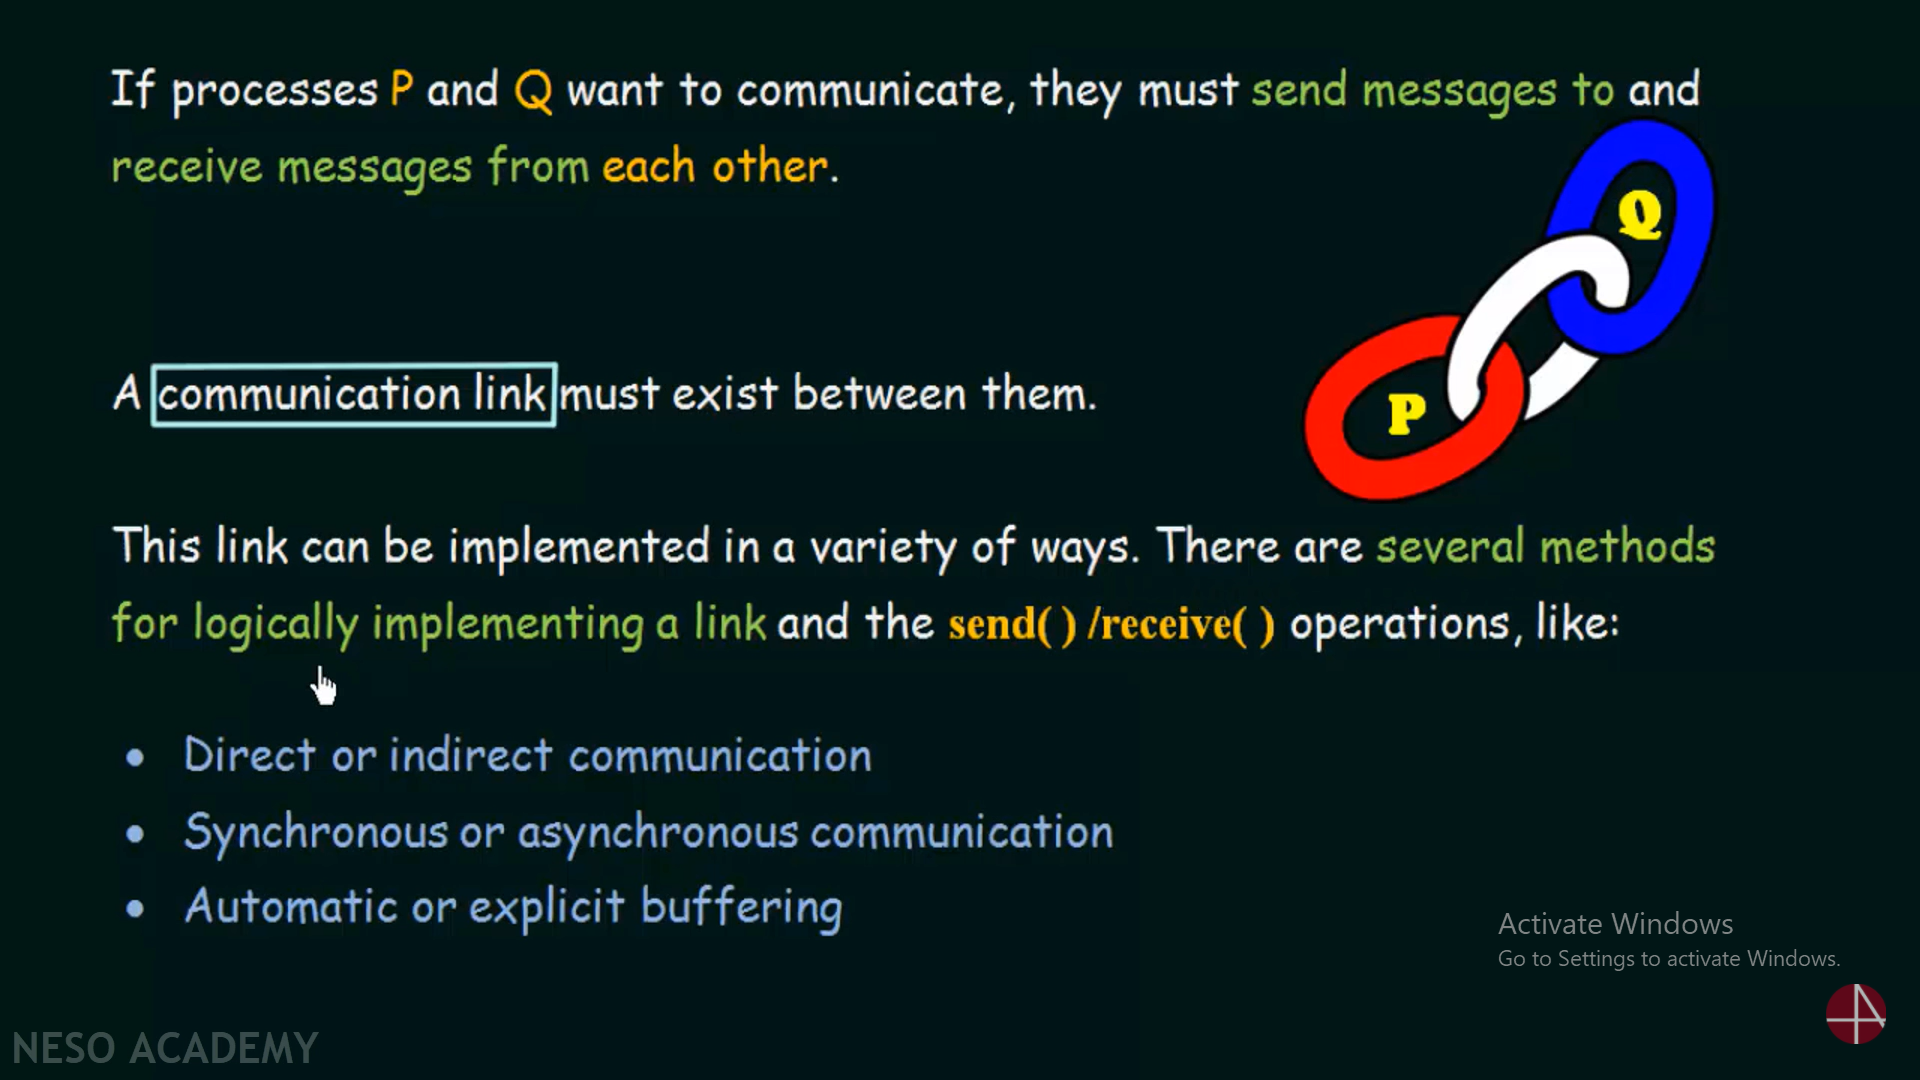 If processes P and Q want to communicate, they must send messages to and
receive messages from each other.
Q
A communication link must exist between them.
P
This link can be implemented in a variety of ways. There are several methods
for logically implementing a link and the send( ) /receive( ) operations, like:
• Direct or indirect communication
• Synchronous or asynchronous communication
• Automatic or explicit buffering
Activate Windows
Go to Settings to activate Windows.
NESO ACADEMY